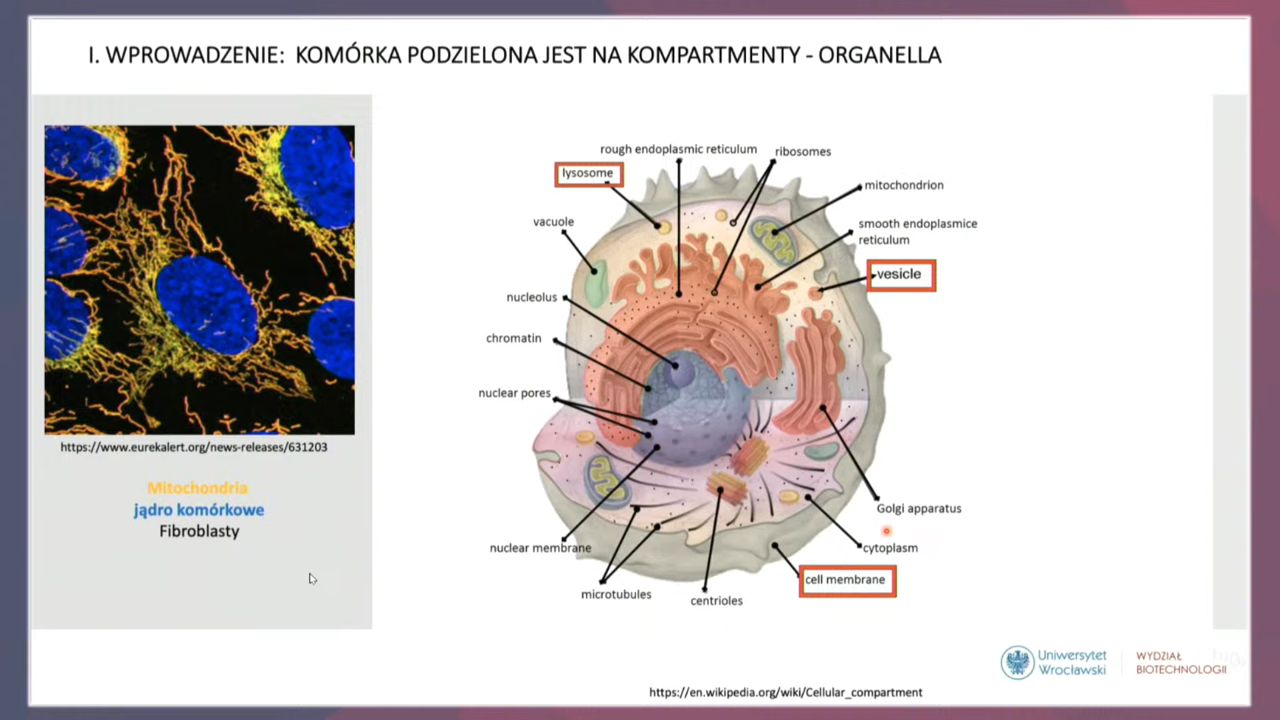 I. WPROWADZENIE: KOMÓRKA PODZIELONA JEST NA KOMPARTMENTY - ORGANELLA
rough endoplasmic reticulum
ribosomes
lysosome
mitochondrion
vacuole
smooth endoplasmice
reticulum
vesicle
nucleolus
chromatin
nuclear pores
https://www.eurekalert.org/news-releases/631203
Mitochondria
jądro komórkowe
Fibroblasty
Golgi apparatus
nuclear membrane
cytoplasm
cell membrane
microtubules
centrioles
Uniwersytet
Wrocławski
WYDZIAŁ
BIOTECHNOLOGII
https://en.wikipedia.org/wiki/Cellular_compartment